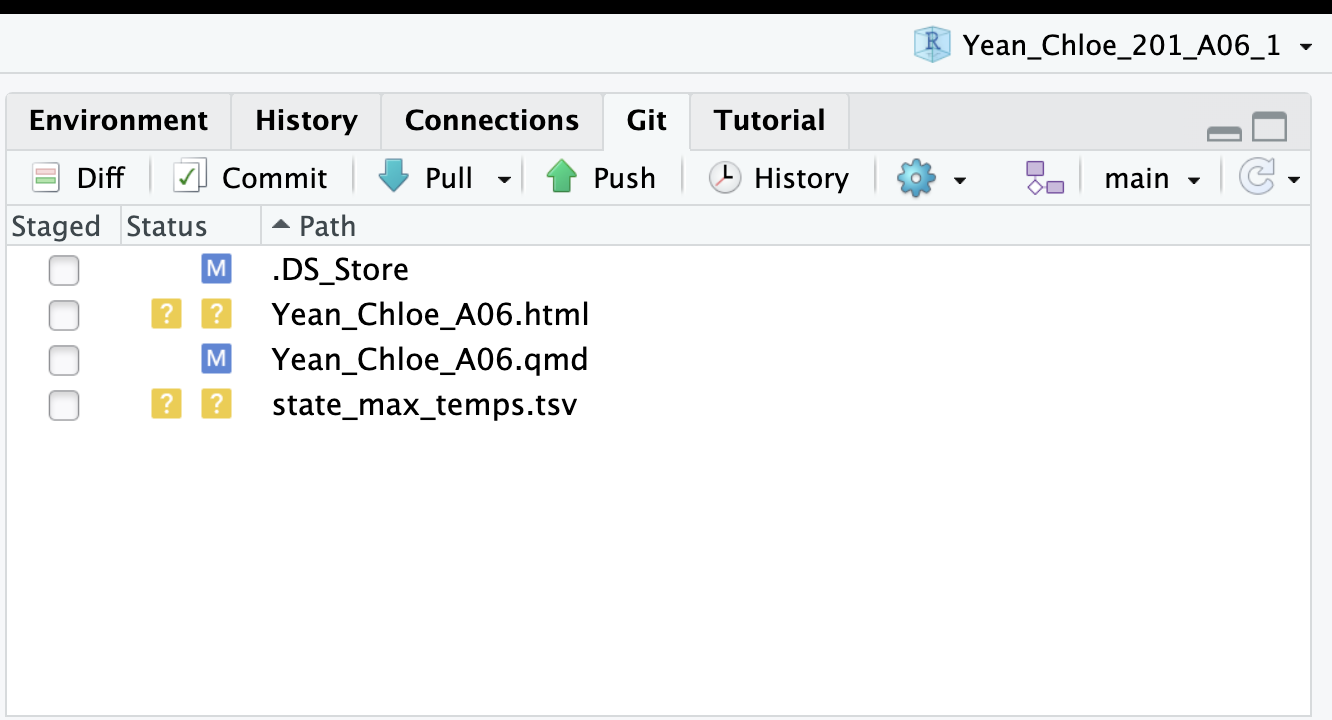 Yean_Chloe_201_A06_1
Environment History Connections Git Tutorial
Diff Commit Pull Push History main
Staged Status Path
M .DS_Store
? ? Yean_Chloe_A06.html
M Yean_Chloe_A06.qmd
? ? state_max_temps.tsv